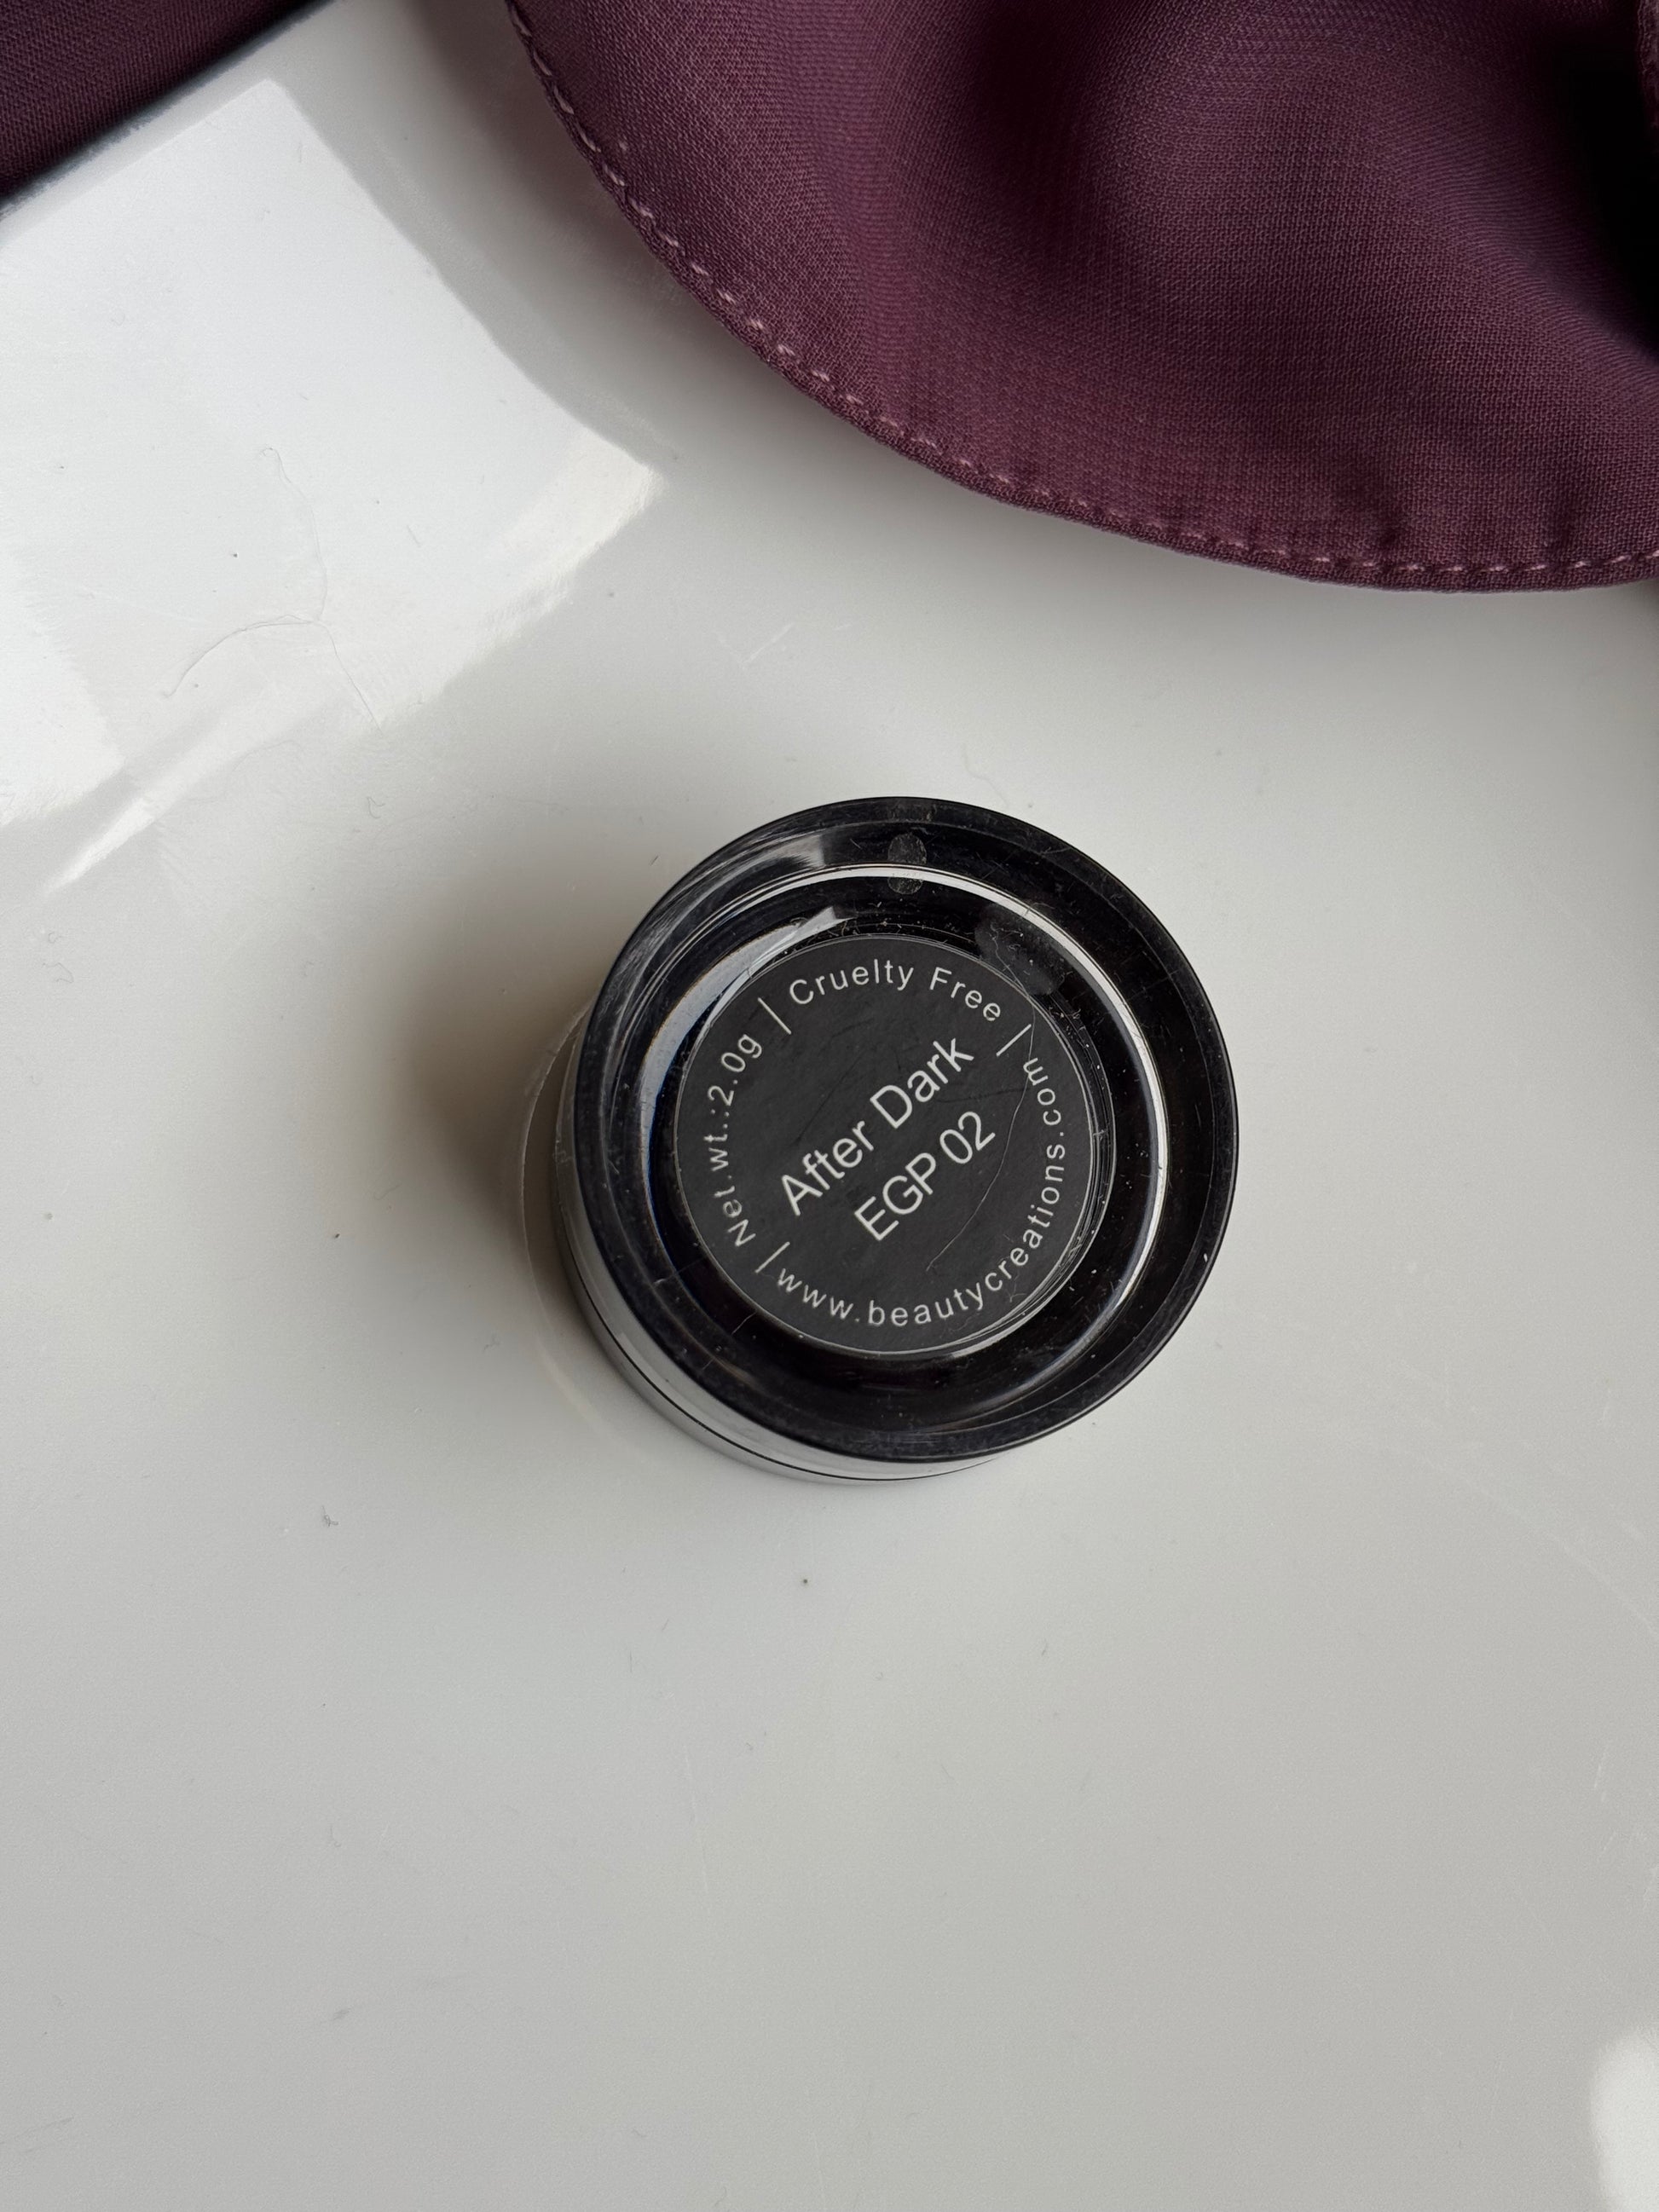 After Dark
EGP 02
Net.wt.:2.0g | Cruelty Free | www.beautycreations.com |